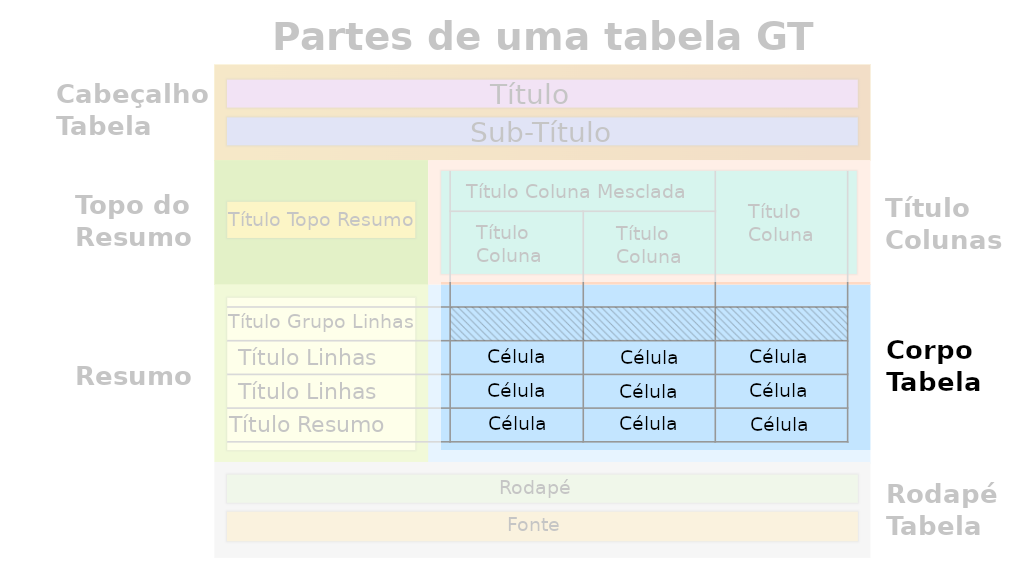 Partes de uma tabela GT
Cabeçalho
Tabela
Título
Sub-Título
Topo do
Resumo
Título Topo Resumo
Título Coluna Mesclada
Título
Coluna
Título
Coluna
Título
Coluna
Título
Colunas
Resumo
Título Grupo Linhas
Título Linhas Célula Célula Célula
Título Linhas Célula Célula Célula
Título Resumo Célula Célula Célula
Corpo
Tabela
Rodapé
Fonte
Rodapé
Tabela